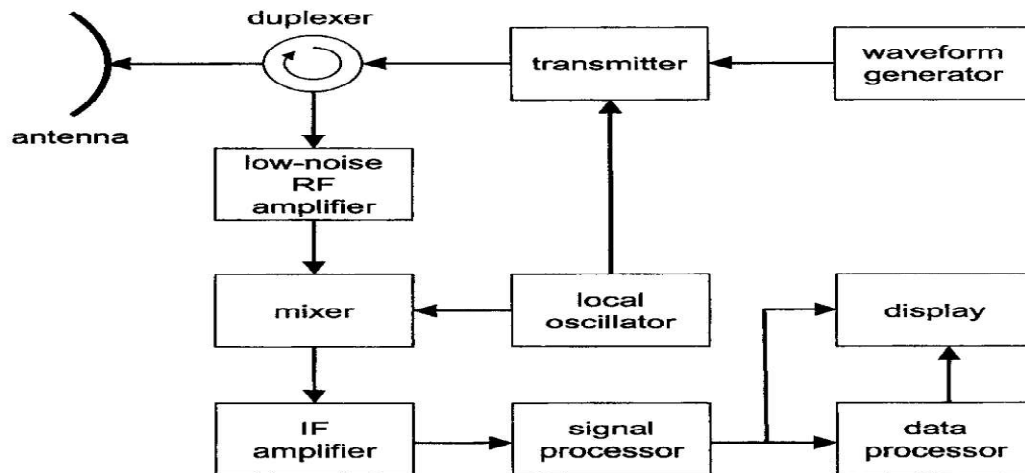 duplexer
transmitter
waveform
generator
antenna
low-noise
RF
amplifier
mixer
local
oscillator
display
IF
amplifier
signal
processor
data
processor